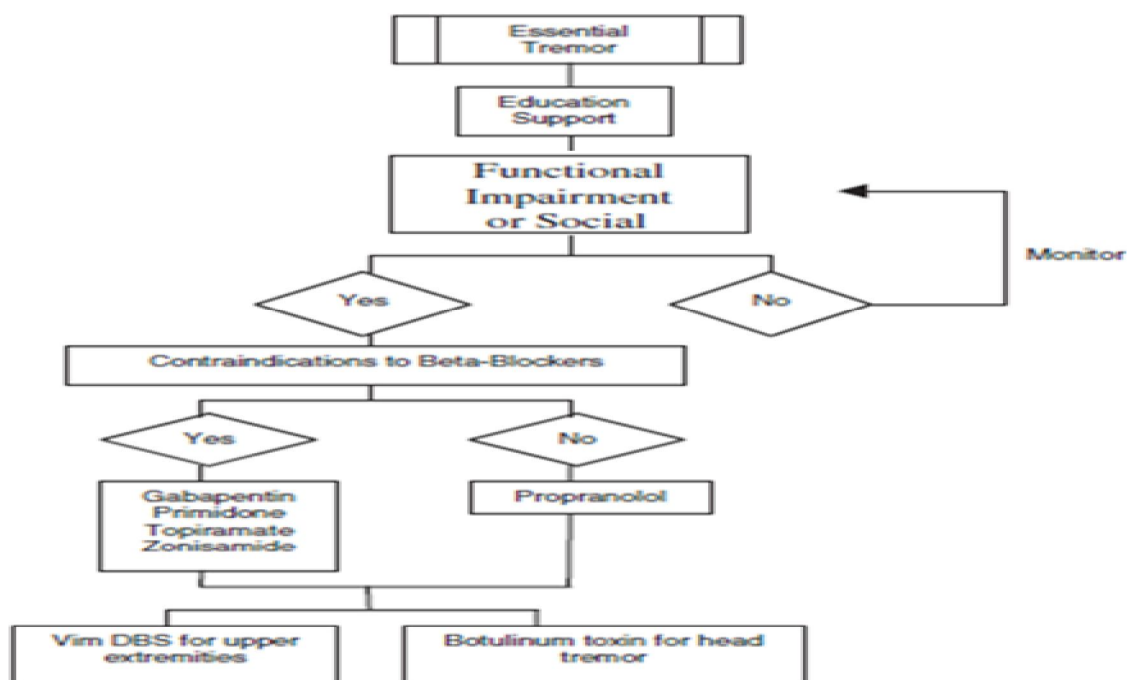 Essential
Tremor
Education
Support
Functional
Impairment
or Social
Monitor
Yes
No
Contraindications to Beta-Blockers
Yes
No
Gabapentin
Primidone
Topiramate
Zonisamide
Propranolol
Vim DBS for upper
extremities
Botulinum toxin for head
tremor